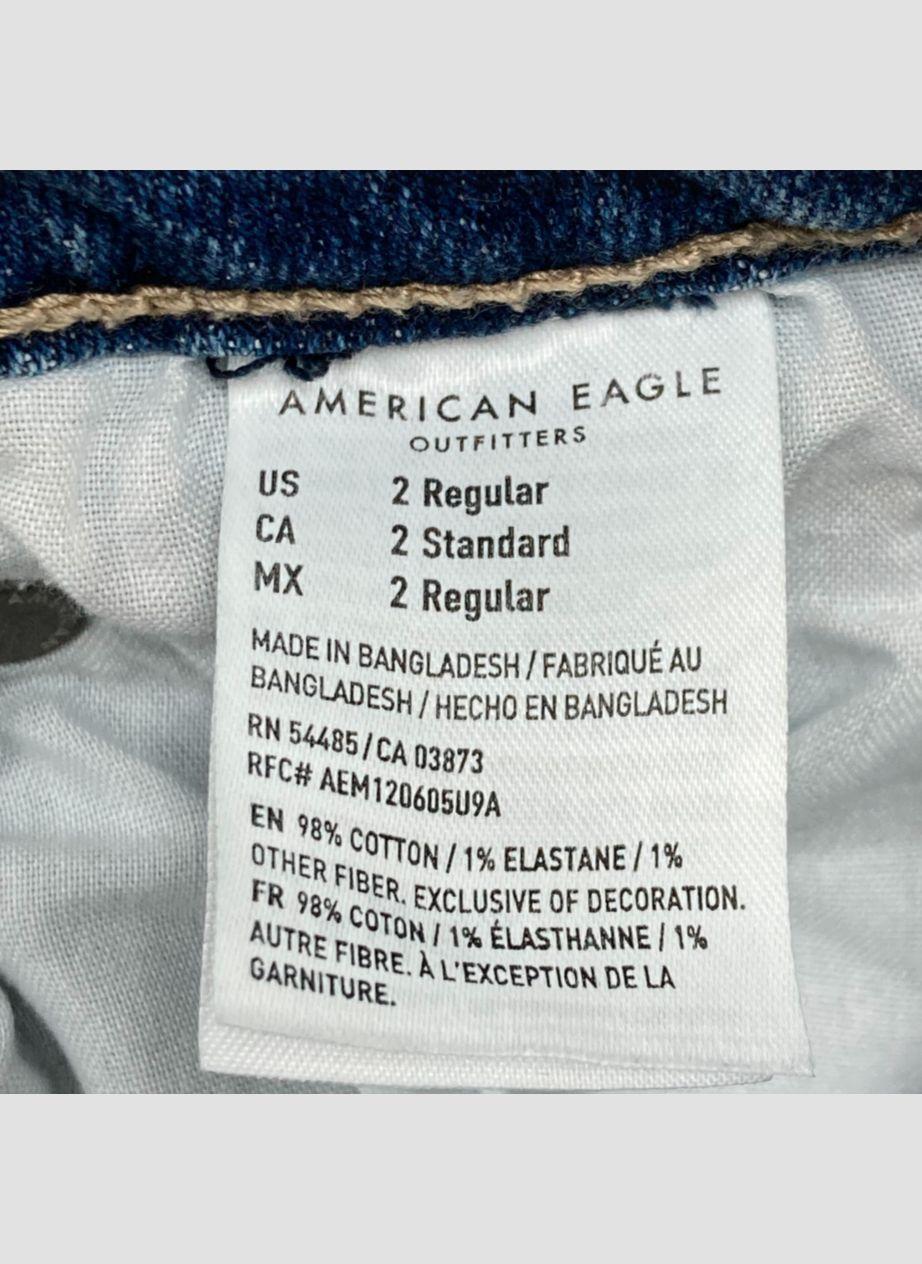 AMERICAN EAGLE
OUTFITTERS
US 2 Regular
CA 2 Standard
MX 2 Regular
MADE IN BANGLADESH / FABRIQUÉ AU
BANGLADESH / HECHO EN BANGLADESH
RN 54485 / CA 03873
RFC# AEM120605U9A
EN 98% COTTON / 1% ELASTANE / 1%
OTHER FIBER. EXCLUSIVE OF DECORATION.
FR 98% COTON / 1% ÉLASTHANNE / 1%
AUTRE FIBRE. À L'EXCEPTION DE LA
GARNITURE.